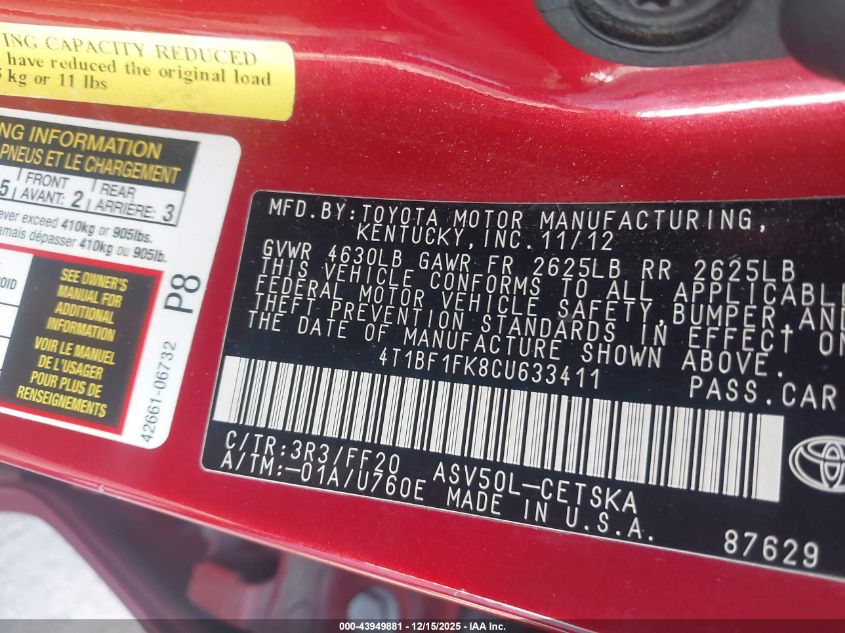 ING CAPACITY REDUCED
have reduced the original load
kg or 11 lbs
NG INFORMATION
PNEUS ET LE CHARGEMENT
5 FRONT AVANT: 2 REAR ARRIÈRE: 3
ever exceed 410kg or 905lbs.
amais dépasser 410kg ou 905lb.
SEE OWNER'S
MANUAL FOR
ADDITIONAL
INFORMATION
VOIR LE MANUEL
DE L'USAGER
POUR PLUS DE
RENSEIGNEMENTS
P8
42661-06732
MFD.BY:TOYOTA MOTOR MANUFACTURING,
KENTUCKY, INC. 11/12
GVWR 4630LB GAWR FR 2625LB RR 2625LB
THIS VEHICLE CONFORMS TO ALL APPLICABLE
FEDERAL MOTOR VEHICLE SAFETY,BUMPER AND
THEFT PREVENTION STANDARDS IN EFFECT ON
THE DATE OF MANUFACTURE SHOWN ABOVE.
4T1BF1FK8CU633411
PASS.CAR
C/TR:3R3/FF20 ASV50L-CETSKA
A/TM:-01A/U760E MADE IN U.S.A.
87629
000-43949881 - 12/15/2025 - IAA Inc.